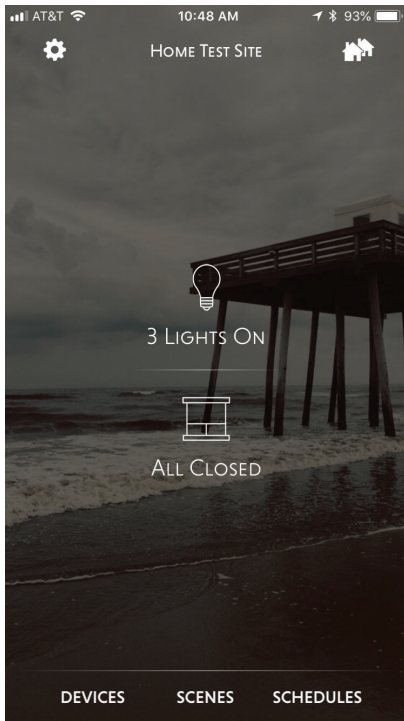 AT&T 10:48 AM 93%
Home Test Site
3 Lights On
All Closed
DEVICES SCENES SCHEDULES